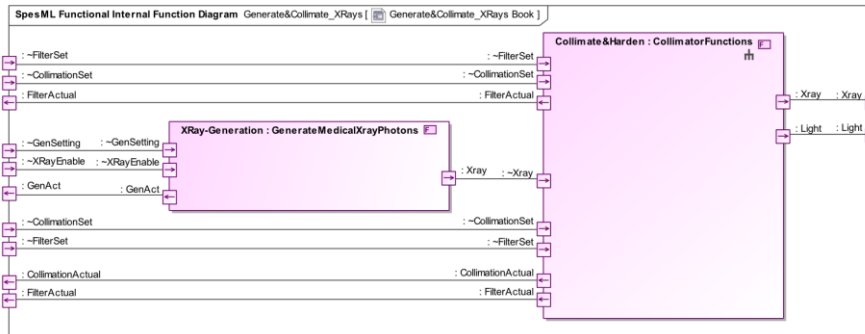 SpesML Functional Internal Function Diagram Generate&Collimate_XRays [ Generate&Collimate_XRays Book ]
Collimate&Harden : CollimatorFunctions F
: ~FilterSet : ~FilterSet
: ~CollimationSet : ~CollimationSet
: FilterActual : FilterActual
: Xray : Xray
XRay-Generation : GenerateMedicalXrayPhotons F
: Light : Light
: ~GenSetting : ~GenSetting
: ~XRayEnable : ~XRayEnable
: Xray : ~Xray
: GenAct : GenAct
: ~CollimationSet : ~CollimationSet
: ~FilterSet : ~FilterSet
: CollimationActual : CollimationActual
: FilterActual : FilterActual